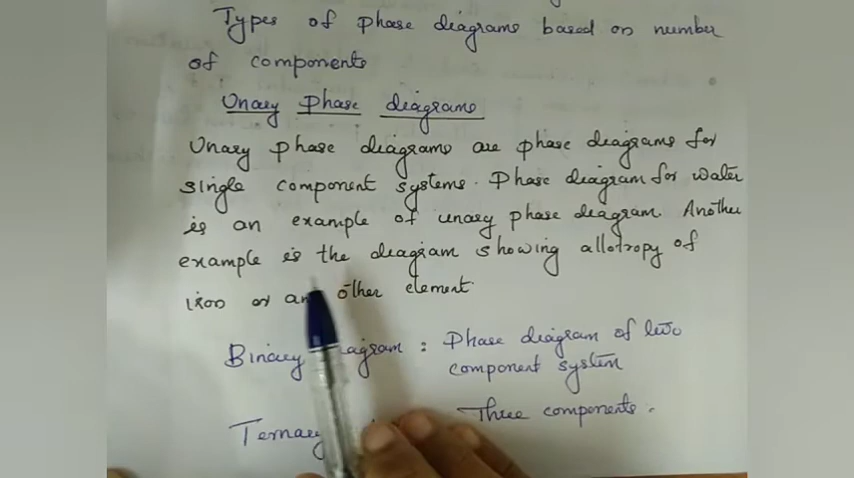 Types of phase diagrams based on number
of components
Unary Phase diagrams
Unary phase diagrams are phase diagrams for
single component systems. Phase diagram for water
is an example of unary phase diagram. Another
example is the diagram showing allotropy of
iron or an other element.
Binary : Phase diagram of two
component system
Ternary Three components.